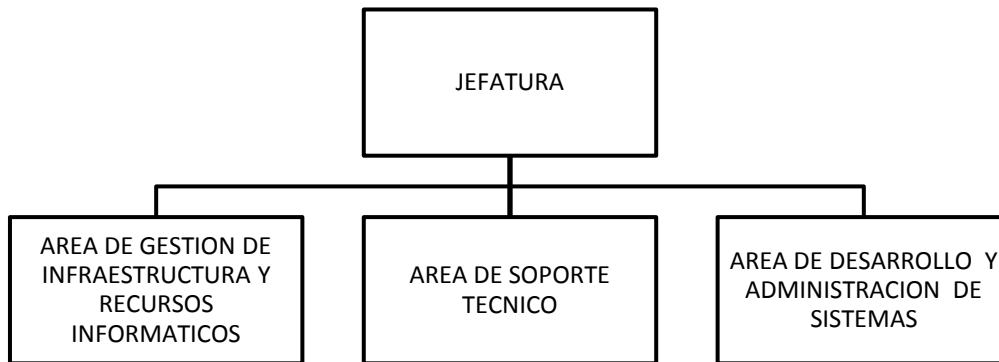 JEFATURA
AREA DE GESTION DE
INFRAESTRUCTURA Y
RECURSOS
INFORMATICOS
AREA DE SOPORTE
TECNICO
AREA DE DESARROLLO Y
ADMINISTRACION DE
SISTEMAS